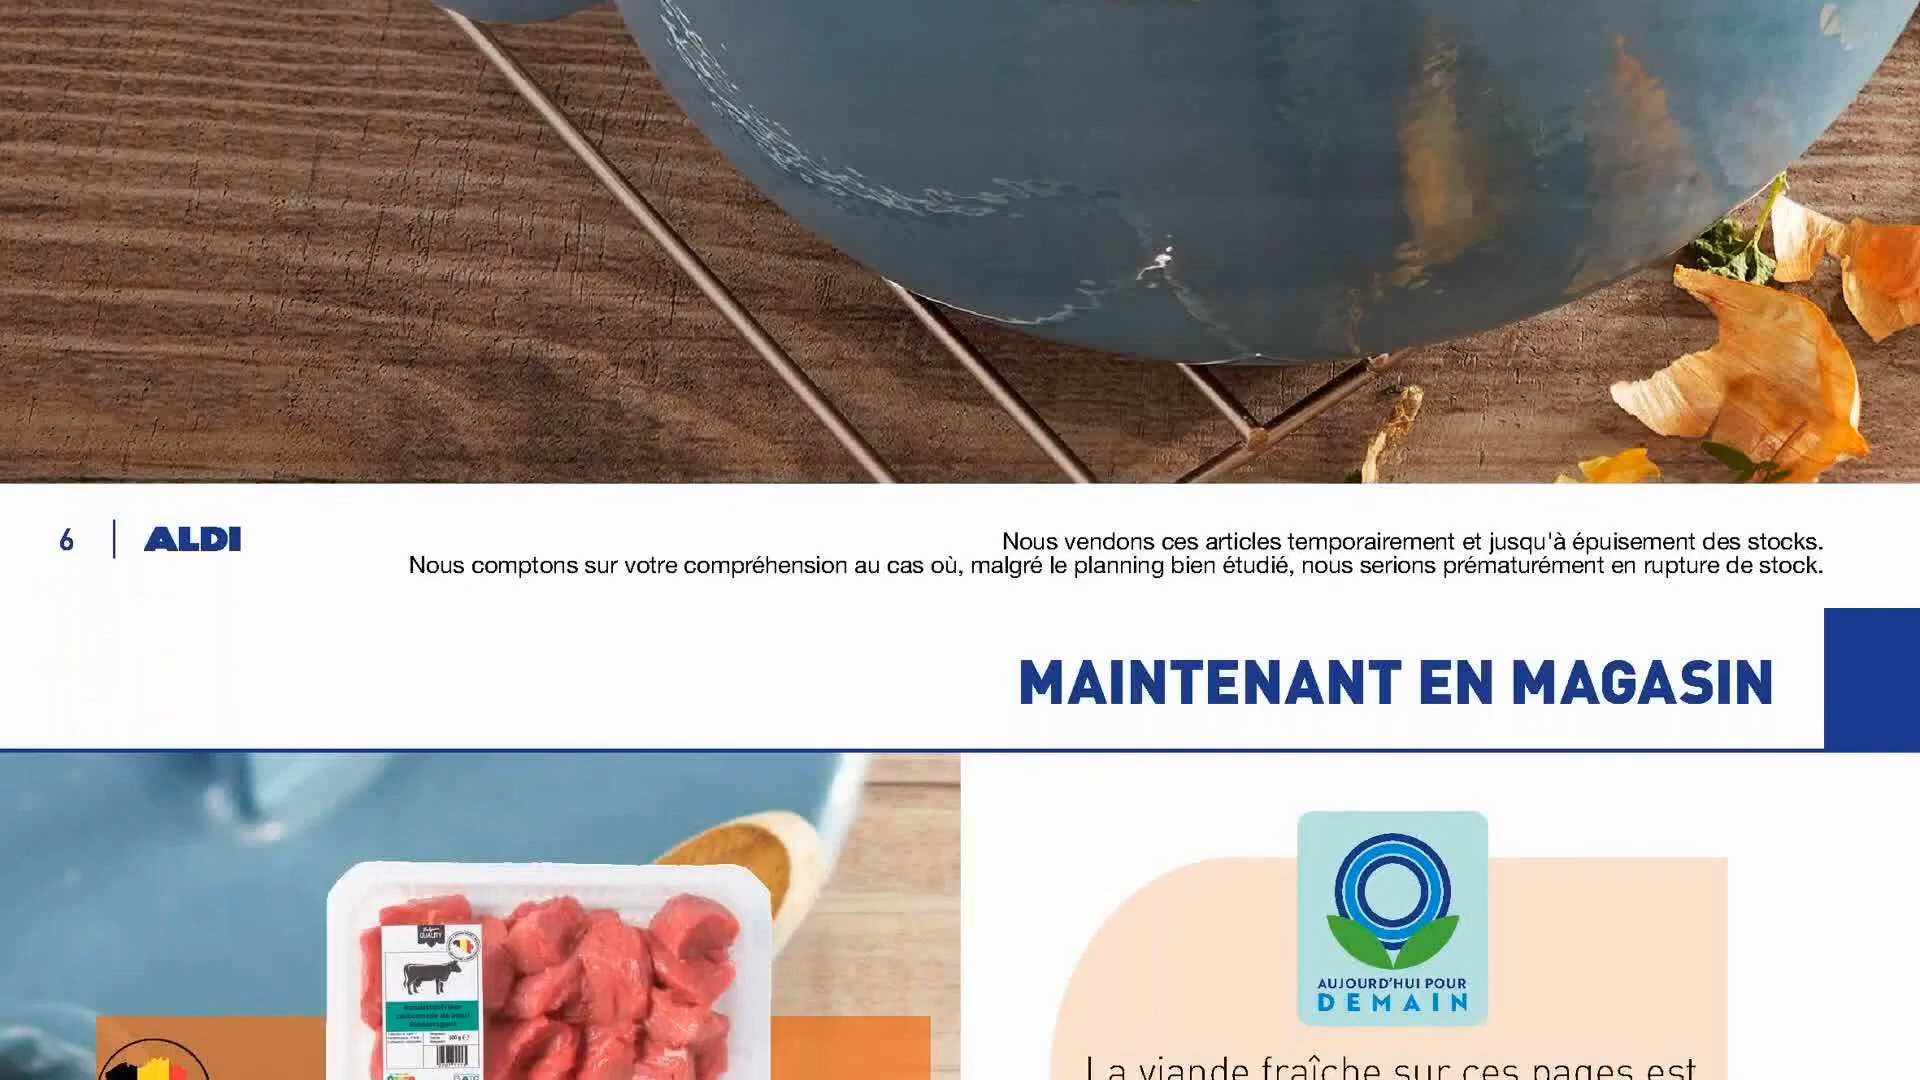 6 | ALDI
Nous vendons ces articles temporairement et jusqu'à épuisement des stocks.
Nous comptons sur votre compréhension au cas où, malgré le planning bien étudié, nous serions prématurément en rupture de stock.
MAINTENANT EN MAGASIN
AUJOURD'HUI POUR
DEMAIN
QUALITY
500 g e
La viande fraîche sur ces pages est